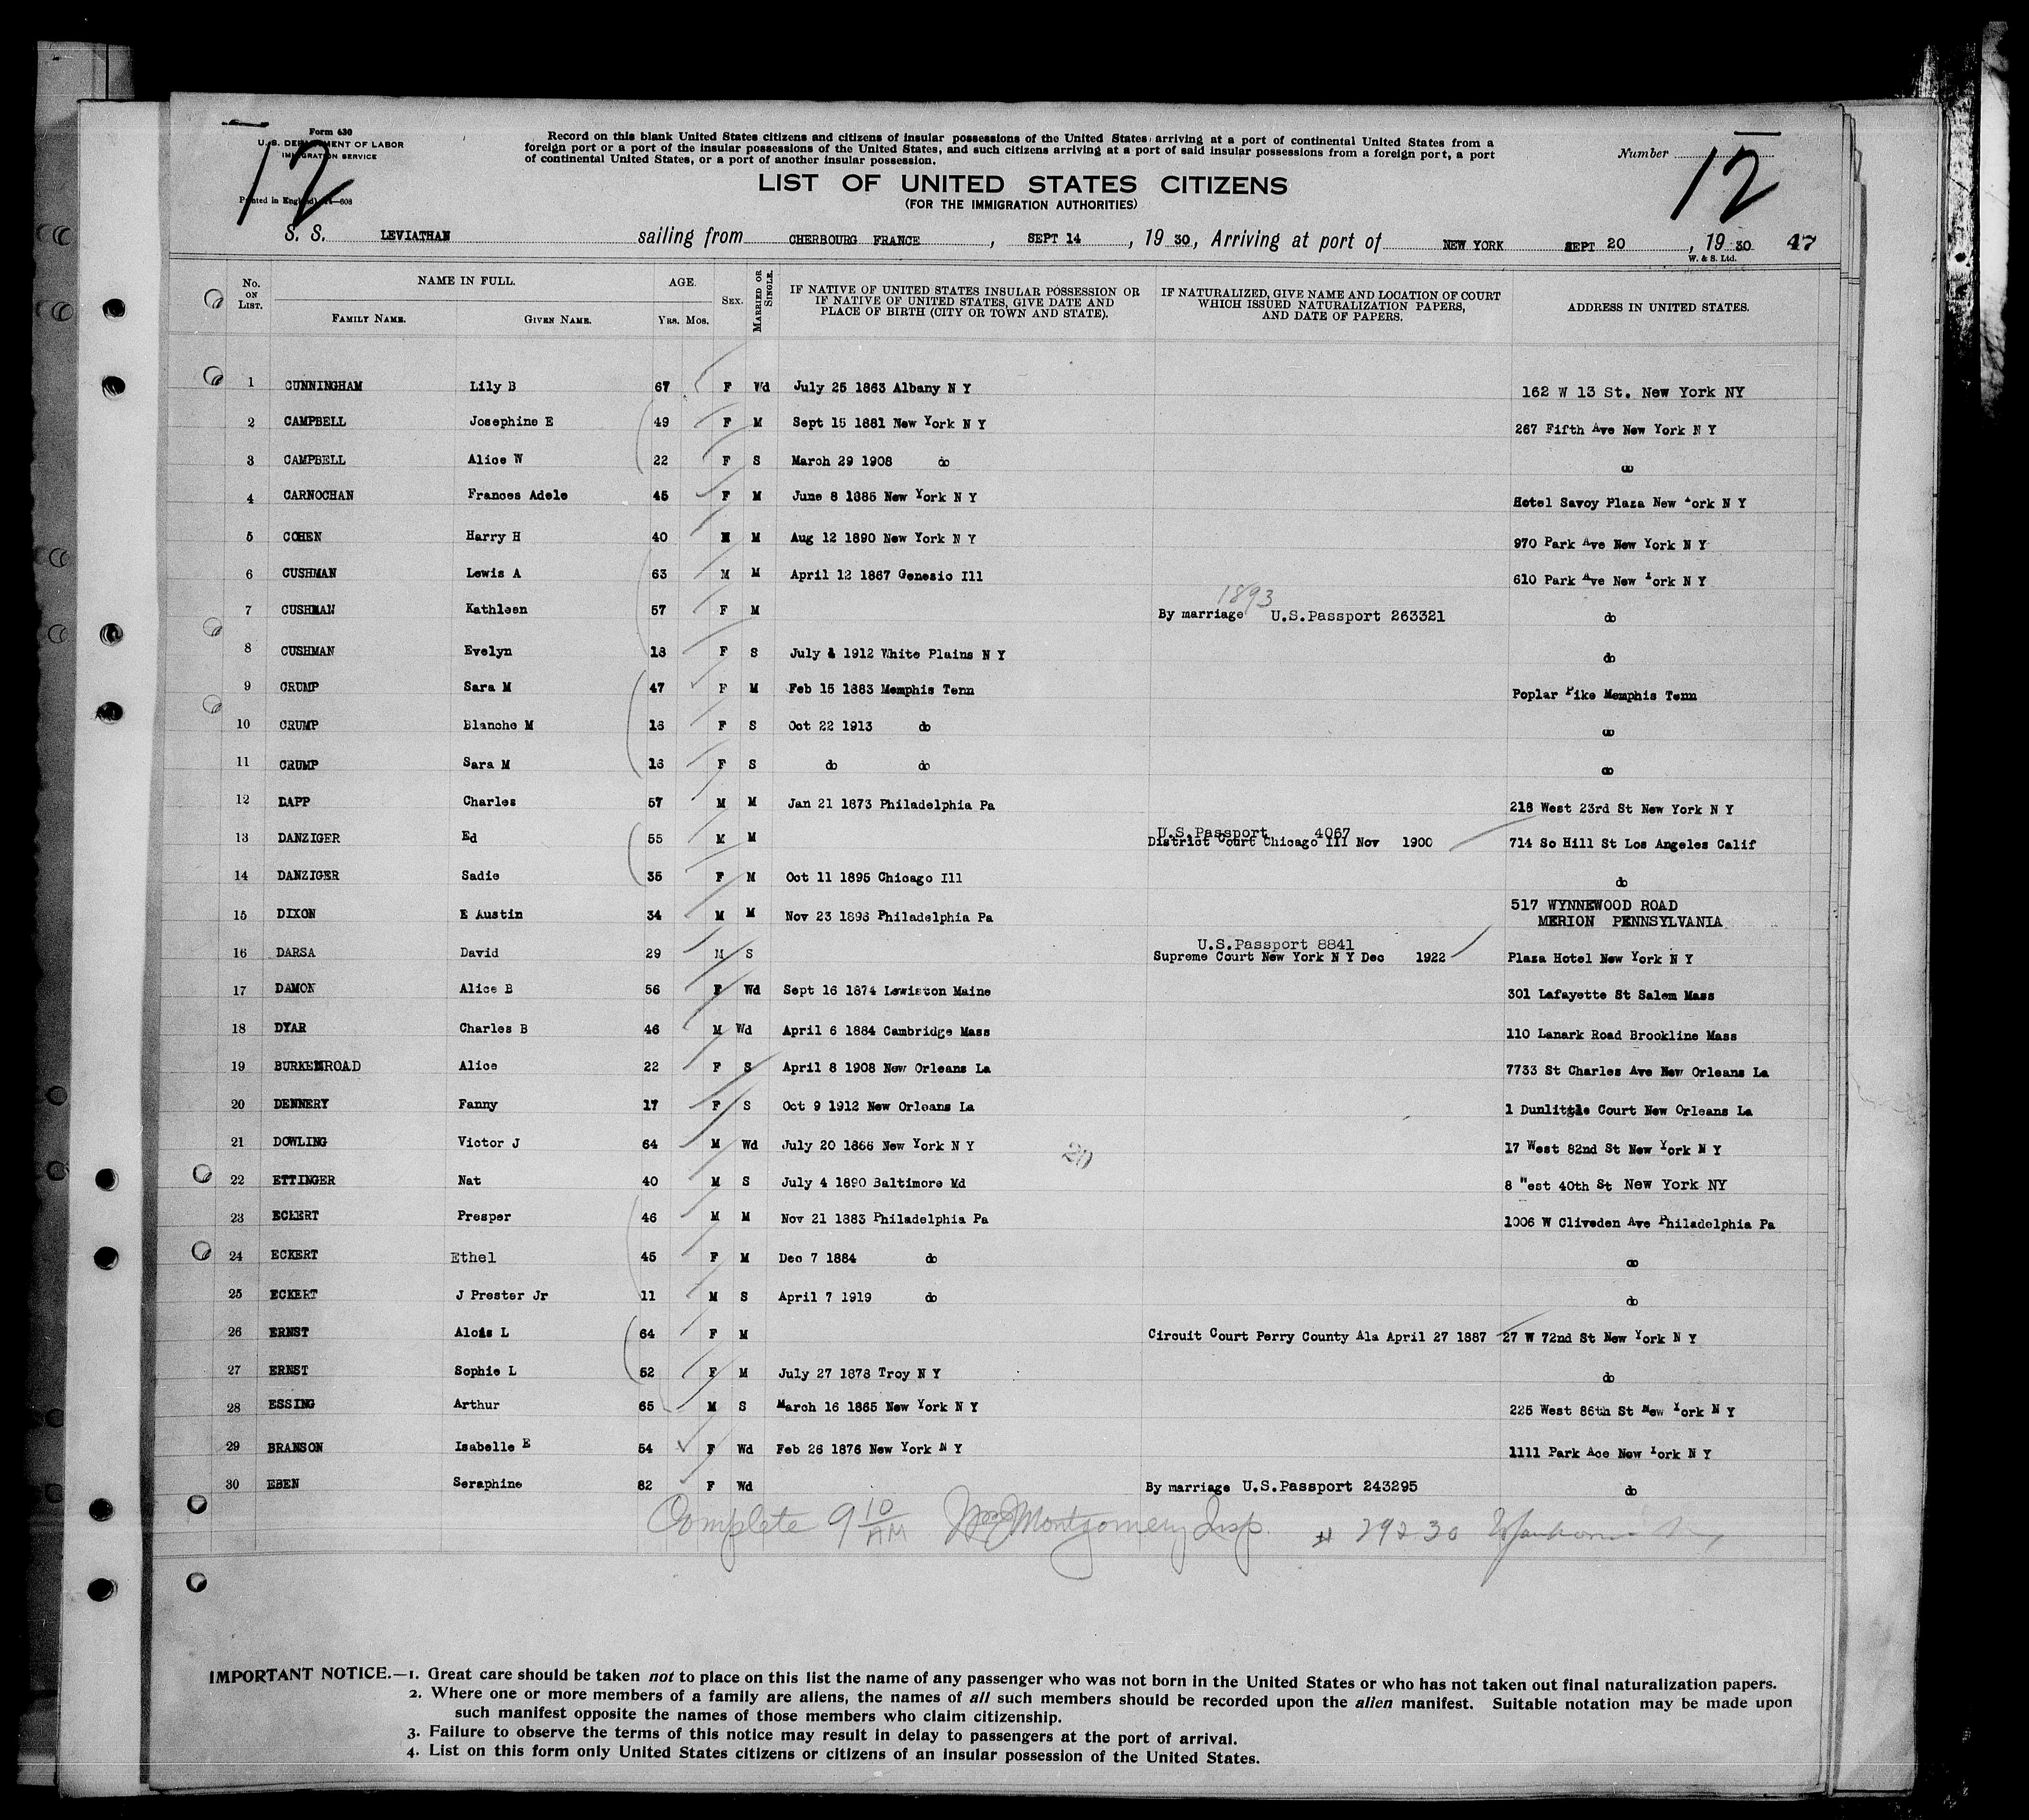 Form 630
U. S. DEPARTMENT OF LABOR
IMMIGRATION SERVICE
12
Printed in England) 14—608
Record on this blank United States citizens and citizens of insular possessions of the United States arriving at a port of continental United States from a
foreign port or a port of the insular possessions of the United States, and such citizens arriving at a port of said insular possessions from a foreign port, a port
of continental United States, or a port of another insular possession.
Number 12
LIST OF UNITED STATES CITIZENS
(FOR THE IMMIGRATION AUTHORITIES)
S. S. LEVIATHAN sailing from CHERBOURG FRANCE, SEPT 14, 19 30, Arriving at port of NEW YORK SEPT 20, 19 30 47
W. & S. Ltd.
No. ON LIST. NAME IN FULL. FAMILY NAME. GIVEN NAME. AGE. YRS. MOS. SEX. MARRIED OR SINGLE. IF NATIVE OF UNITED STATES INSULAR POSSESSION OR IF NATIVE OF UNITED STATES, GIVE DATE AND PLACE OF BIRTH (CITY OR TOWN AND STATE). IF NATURALIZED, GIVE NAME AND LOCATION OF COURT WHICH ISSUED NATURALIZATION PAPERS, AND DATE OF PAPERS. ADDRESS IN UNITED STATES.
1 CUNNINGHAM Lily B 67 F Wd July 25 1863 Albany N Y 162 W 13 St. New York NY
2 CAMPBELL Josephine E 49 F M Sept 15 1881 New York N Y 267 Fifth Ave New York N Y
3 CAMPBELL Alice W 22 F S March 29 1908 do do
4 CARNOCHAN Frances Adele 45 F M June 8 1885 New York N Y Hotel Savoy Plaza New York N Y
5 COHEN Harry H 40 M M Aug 12 1890 New York N Y 970 Park Ave New York N Y
6 CUSHMAN Lewis A 63 M M April 12 1867 Genesio Ill 610 Park Ave New York N Y
7 CUSHMAN Kathleen 57 F M By marriage 1893 U.S.Passport 263321 do
8 CUSHMAN Evelyn 18 F S July 4 1912 White Plains N Y do
9 CRUMP Sara M 47 F M Feb 15 1883 Memphis Tenn Poplar Pike Memphis Tenn
10 CRUMP Blanche M 16 F S Oct 22 1913 do do
11 CRUMP Sara M 16 F S do do do
12 DAPP Charles 57 M M Jan 21 1873 Philadelphia Pa 218 West 23rd St New York N Y
13 DANZIGER Ed 55 M M U.S.Passport 4067 District Court Chicago Ill Nov 1900 714 So Hill St Los Angeles Calif
14 DANZIGER Sadie 35 F M Oct 11 1895 Chicago Ill do
15 DIXON E Austin 34 M M Nov 23 1896 Philadelphia Pa 517 WYNNEWOOD ROAD MERION PENNSYLVANIA
16 DARSA David 29 M S U.S.Passport 8841 Supreme Court New York N Y Dec 1922 Plaza Hotel New York N Y
17 DAMON Alice B 56 F Wd Sept 16 1874 Lewiston Maine 301 Lafayette St Salem Mass
18 DYAR Charles B 46 M Wd April 6 1884 Cambridge Mass 110 Lanark Road Brookline Mass
19 BURKENROAD Alice 22 F S April 8 1908 New Orleans La 7733 St Charles Ave New Orleans La
20 DENNERY Fanny 17 F S Oct 9 1912 New Orleans La 1 Dunlittle Court New Orleans La
21 DOWLING Victor J 64 M Wd July 20 1866 New York N Y 17 West 82nd St New York N Y
22 ETTINGER Nat 40 M S July 4 1890 Baltimore Md 8 West 40th St New York NY
23 ECKERT Presper 46 M M Nov 21 1883 Philadelphia Pa 1006 W Cliveden Ave Philadelphia Pa
24 ECKERT Ethel 45 F M Dec 7 1884 do do
25 ECKERT J Prester Jr 11 M S April 7 1919 do do
26 ERNST Alois L 64 F M Circuit Court Perry County Ala April 27 1887 27 W 72nd St New York N Y
27 ERNST Sophie L 52 F M July 27 1878 Troy N Y do
28 ESSING Arthur 65 M S March 16 1865 New York N Y 225 West 86th St New York N Y
29 BRANSON Isabelle E 54 F Wd Feb 26 1876 New York N Y 1111 Park Ace New York N Y
30 EBEN Seraphine 82 F Wd By marriage U.S.Passport 243295 do
Complete 9 10 AM Montgomery Insp. # 29230
IMPORTANT NOTICE.—1. Great care should be taken not to place on this list the name of any passenger who was not born in the United States or who has not taken out final naturalization papers.
2. Where one or more members of a family are aliens, the names of all such members should be recorded upon the alien manifest. Suitable notation may be made upon
such manifest opposite the names of those members who claim citizenship.
3. Failure to observe the terms of this notice may result in delay to passengers at the port of arrival.
4. List on this form only United States citizens or citizens of an insular possession of the United States.